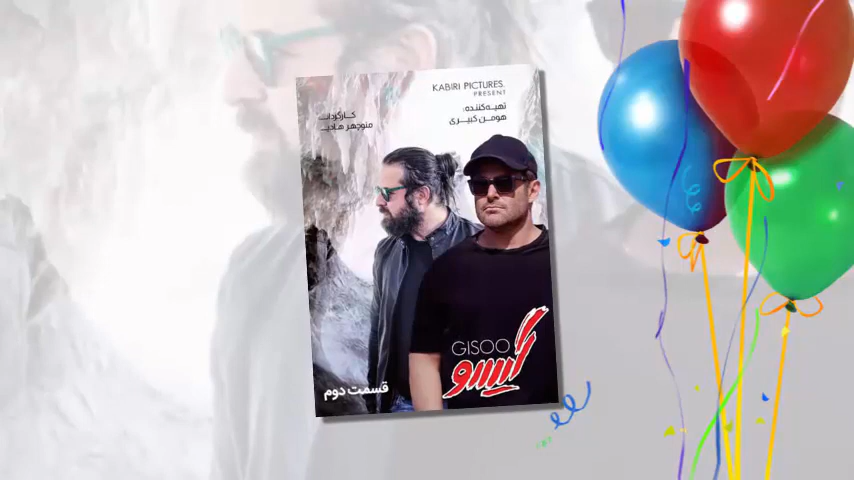 KABIRI PICTURES.
PRESENT
تهیه‌کننده:
هومن کبیری
کارگردان
منوچهر هادی
GISOO
گیسو
قسمت دوم